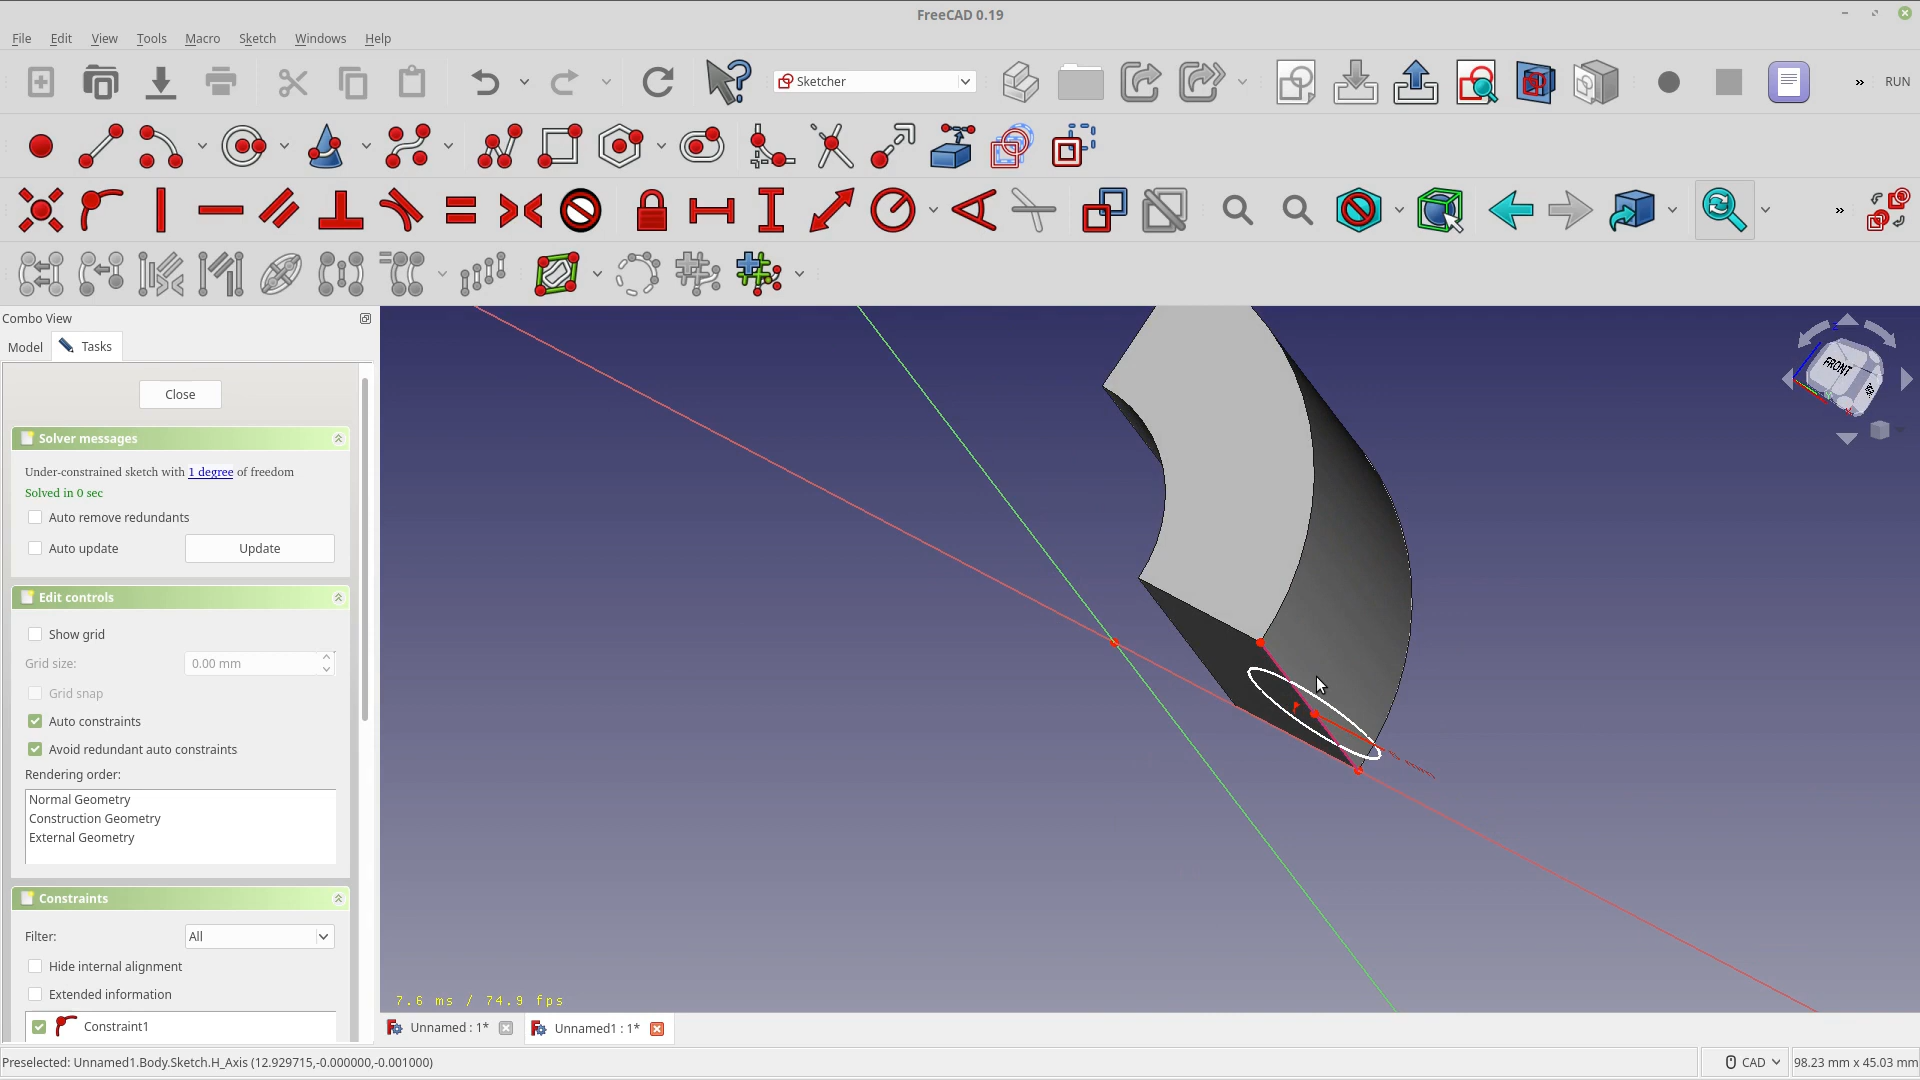 FreeCAD 0.19
File Edit View Tools Macro Sketch Windows Help
Sketcher
» RUN
»
Combo View
Model Tasks
Close
Solver messages
Under-constrained sketch with 1 degree of freedom
Solved in 0 sec
Auto remove redundants
Auto update Update
Edit controls
Show grid
Grid size: 0.00 mm
Grid snap
Auto constraints
Avoid redundant auto constraints
Rendering order:
Normal Geometry
Construction Geometry
External Geometry
Constraints
Filter: All
Hide internal alignment
Extended information
Constraint1
FRONT
7.6 ms / 74.9 fps
Unnamed : 1* Unnamed1 : 1*
Preselected: Unnamed1.Body.Sketch.H_Axis (12.929715,-0.000000,-0.001000)
CAD 98.23 mm x 45.03 mm